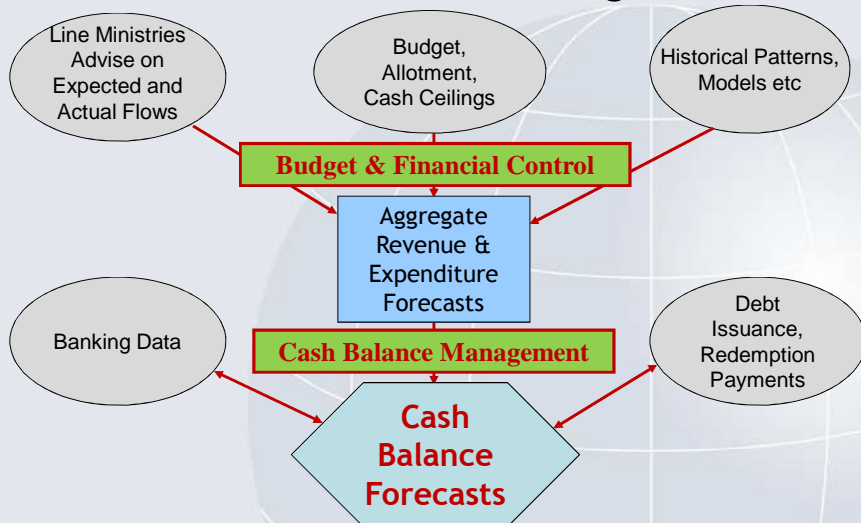 Line Ministries
Advise on
Expected and
Actual Flows
Budget,
Allotment,
Cash Ceilings
Historical Patterns,
Models etc
Budget & Financial Control
Aggregate
Revenue &
Expenditure
Forecasts
Banking Data
Cash Balance Management
Debt
Issuance,
Redemption
Payments
Cash
Balance
Forecasts